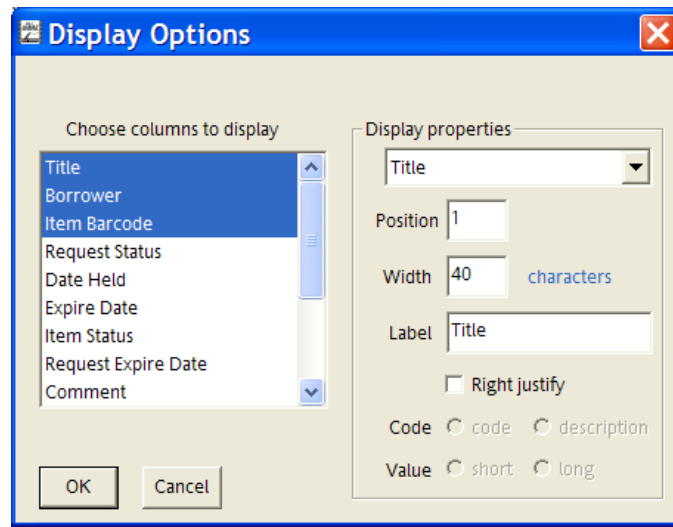 Display Options
Choose columns to display
Title
Borrower
Item Barcode
Request Status
Date Held
Expire Date
Item Status
Request Expire Date
Comment
OK
Cancel
Display properties
Title
Position 1
Width 40 characters
Label Title
Right justify
Code code description
Value short long